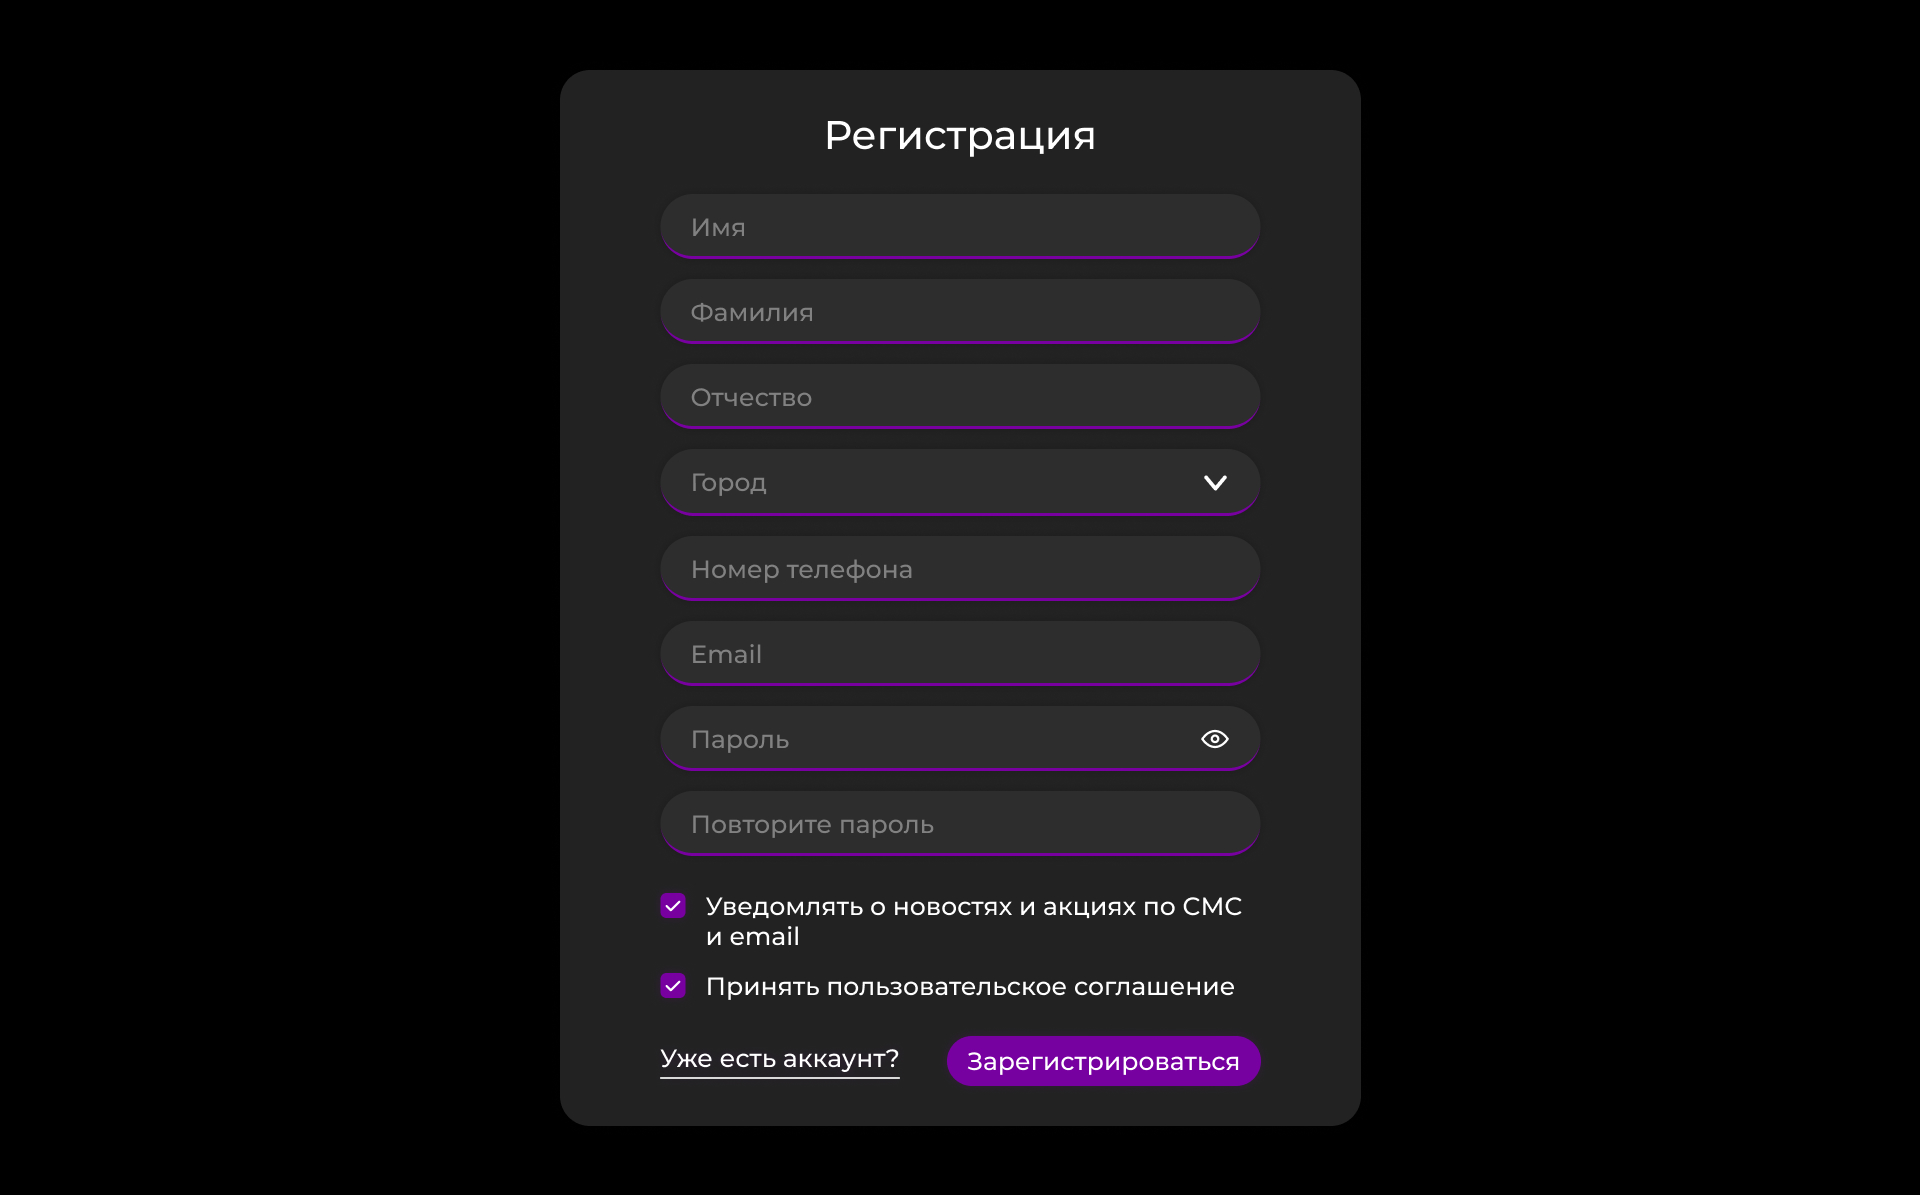 Регистрация
Имя
Фамилия
Отчество
Город
Номер телефона
Email
Пароль
Повторите пароль
Уведомлять о новостях и акциях по СМС
и email
Принять пользовательское соглашение
Уже есть аккаунт?
Зарегистрироваться